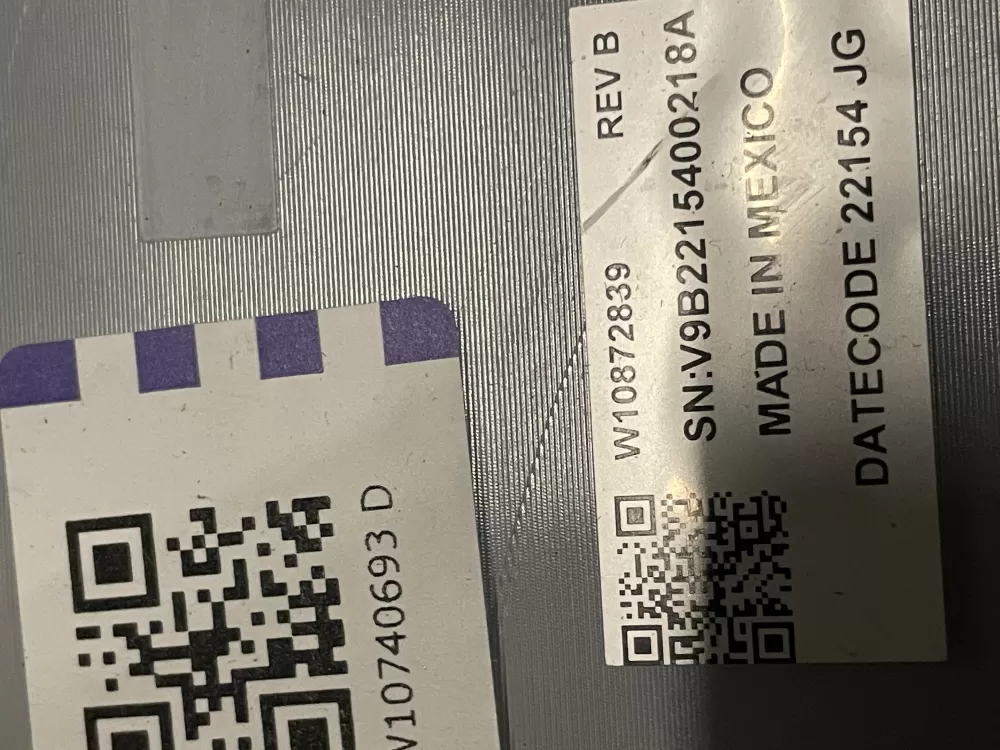 W10872839 REV B
SN:V9B2215400218A
MADE IN MEXICO
DATECODE 22154 JG
W10740693 D